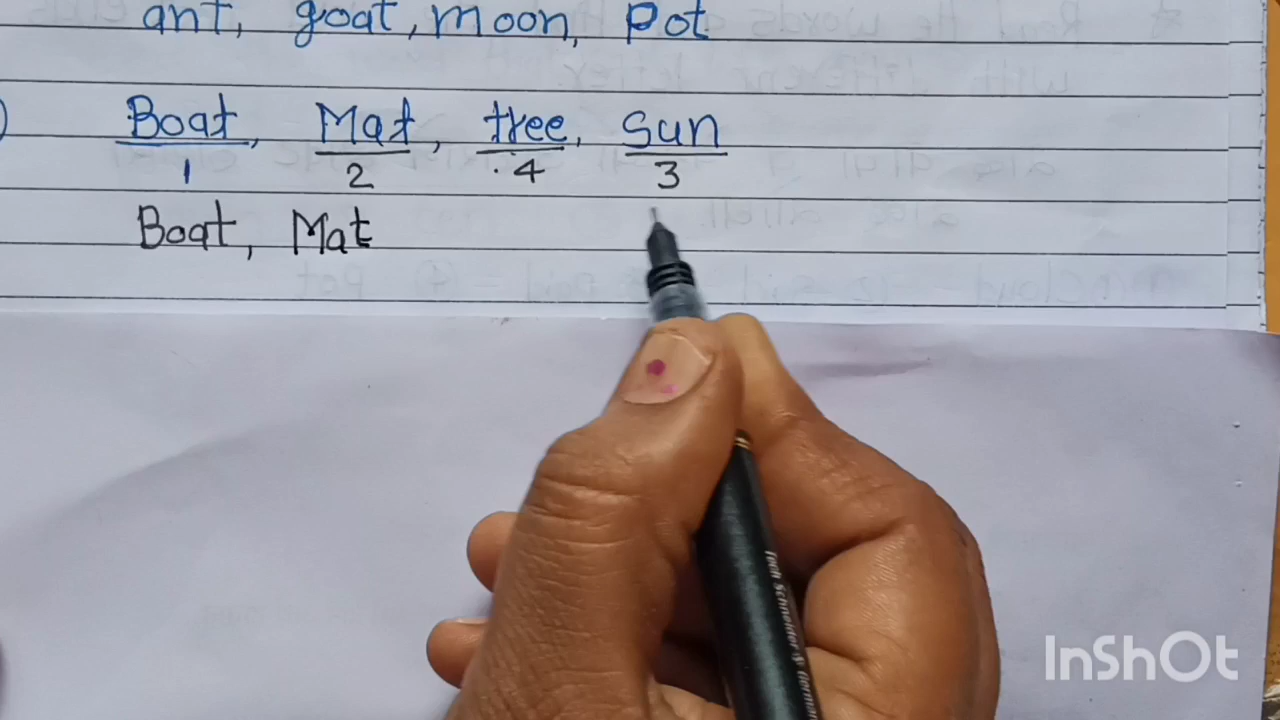 ant, goat, moon, pot
) Boat, Mat, tree, Sun
1 2 .4 3
Boat, Mat
InShOt